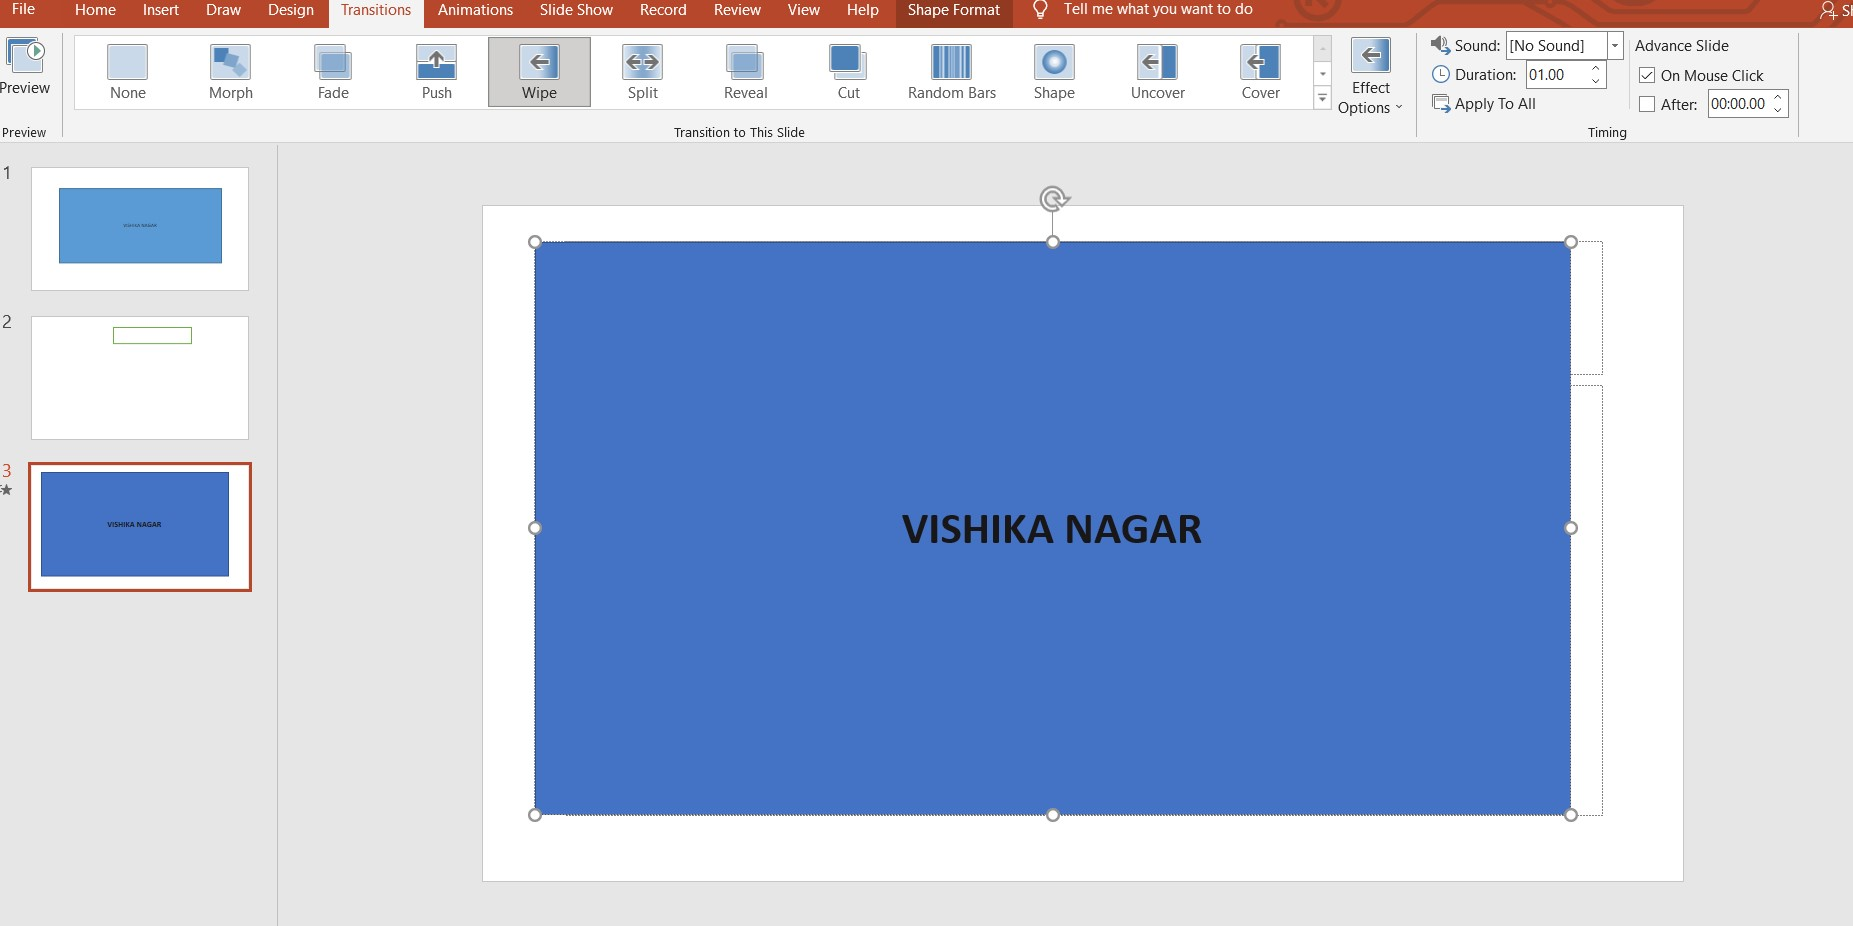 File Home Insert Draw Design Transitions Animations Slide Show Record Review View Help Shape Format Tell me what you want to do
Preview
Preview
None Morph Fade Push Wipe Split Reveal Cut Random Bars Shape Uncover Cover
Effect
Options
Transition to This Slide
Sound: [No Sound]
Duration: 01.00
Apply To All
Advance Slide
On Mouse Click
After: 00:00.00
Timing
1
VISHIKA NAGAR
2
3
VISHIKA NAGAR
VISHIKA NAGAR